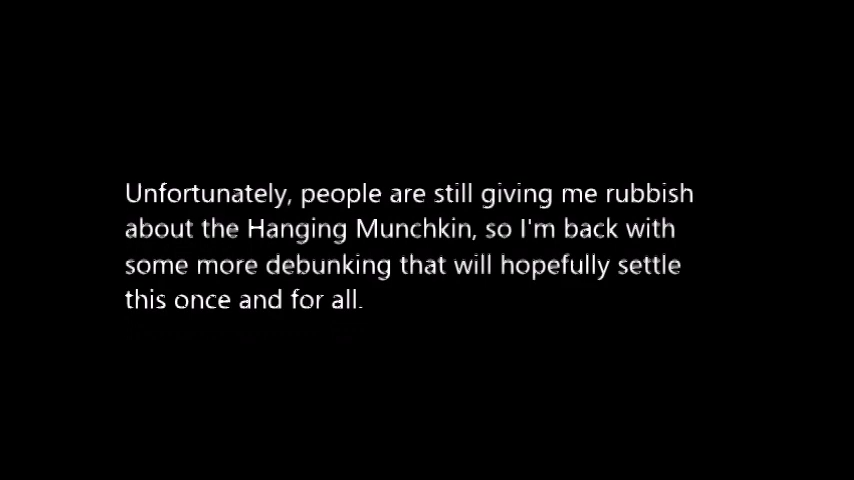 Unfortunately, people are still giving me rubbish
about the Hanging Munchkin, so I'm back with
some more debunking that will hopefully settle
this once and for all.